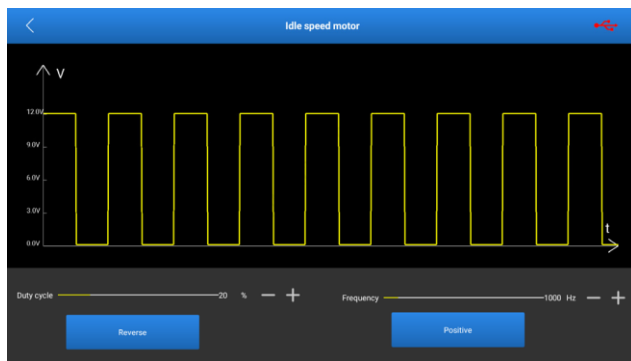 Idle speed motor
V
12.0V
9.0V
6.0V
3.0V
0.0V
t
Duty cycle 20 %
Frequency 1000 Hz
Reverse
Positive